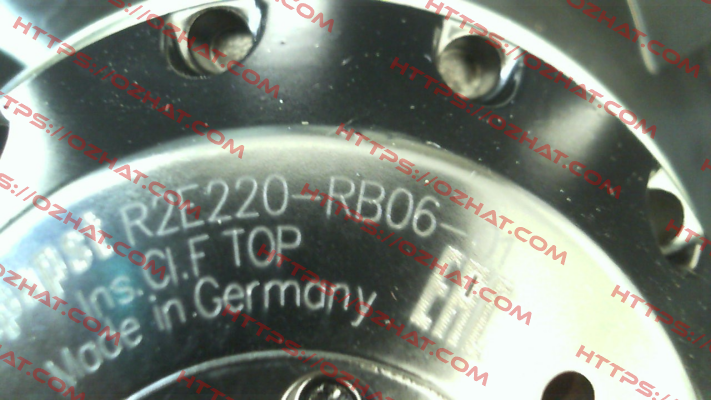 R2E220-RB06-
Ins. Cl. F TOP
Made in Germany
HTTPS://OZHAT.COM